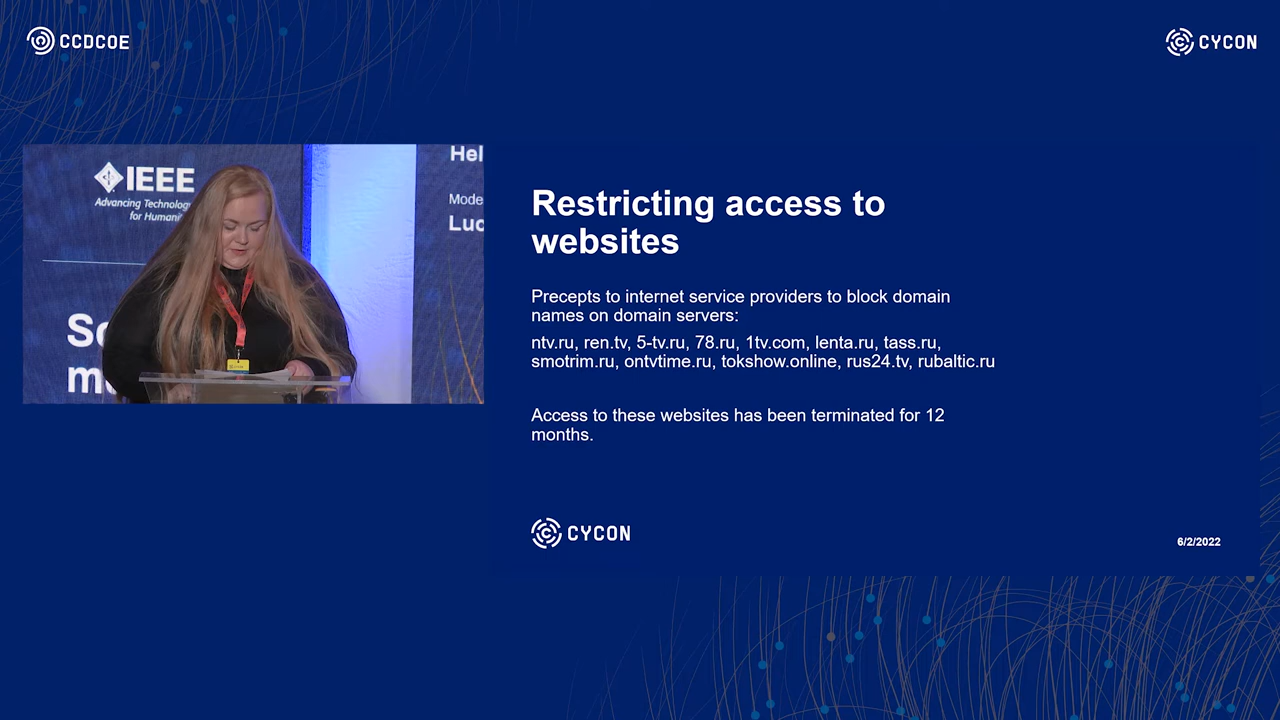 CCDCOE
CYCON
IEEE
Advancing Technology
for Humani
Hel
Mode
Luc
So
m
Restricting access to
websites
Precepts to internet service providers to block domain
names on domain servers:
ntv.ru, ren.tv, 5-tv.ru, 78.ru, 1tv.com, lenta.ru, tass.ru,
smotrim.ru, ontvtime.ru, tokshow.online, rus24.tv, rubaltic.ru
Access to these websites has been terminated for 12
months.
CYCON
6/2/2022